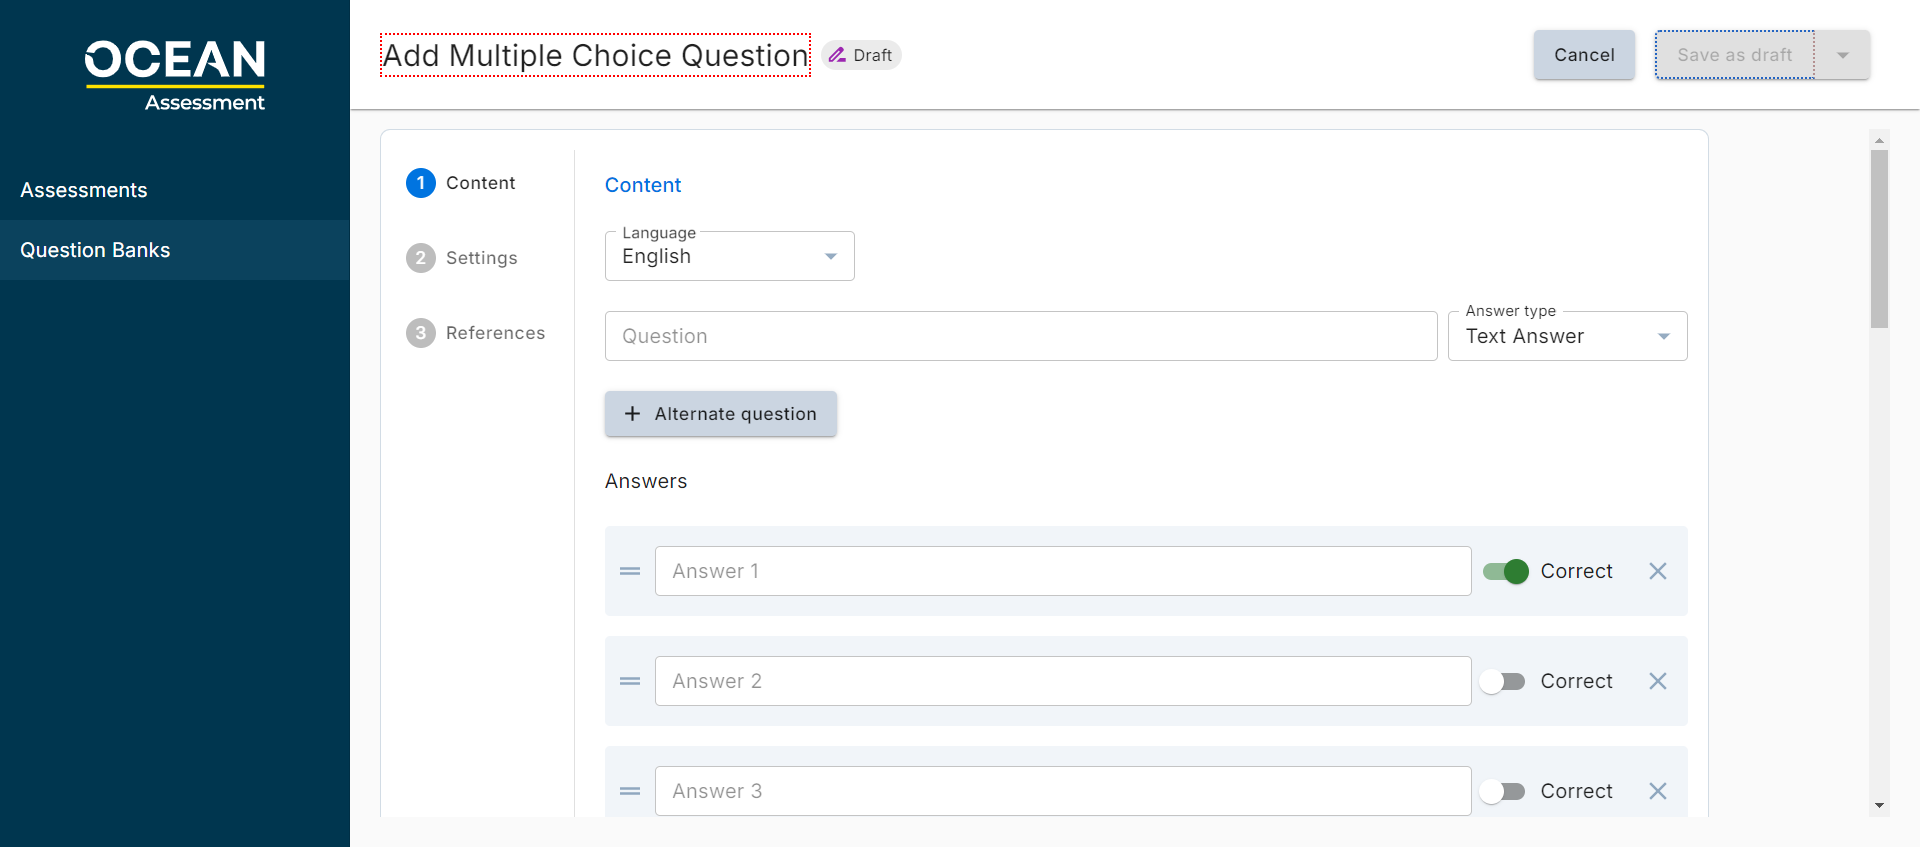 OCEAN
Assessment
Assessments
Question Banks
Add Multiple Choice Question
Draft
Cancel
Save as draft
1 Content
2 Settings
3 References
Content
Language
English
Question
Answer type
Text Answer
+ Alternate question
Answers
Answer 1
Correct
Answer 2
Correct
Answer 3
Correct